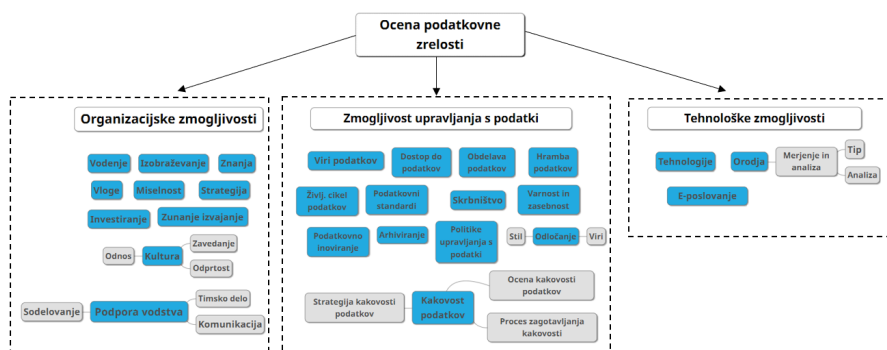 Ocena podatkovne
zrelosti
Organizacijske zmogljivosti
Vodenje
Izobraževanje
Znanja
Vloge
Miselnost
Strategija
Investiranje
Zunanje izvajanje
Zavedanje
Odnos
Kultura
Odprtost
Timsko delo
Sodelovanje
Podpora vodstva
Komunikacija
Zmogljivost upravljanja s podatki
Viri podatkov
Dostop do
podatkov
Obdelava
podatkov
Hramba
podatkov
Življ. cikel
podatkov
Podatkovni
standardi
Skrbništvo
Varnost in
zasebnost
Podatkovno
inoviranje
Arhiviranje
Politike
upravljanja s
podatki
Stil
Odločanje
Viri
Ocena kakovosti
podatkov
Strategija kakovosti
podatkov
Kakovost
podatkov
Proces zagotavljanja
kakovosti
Tehnološke zmogljivosti
Tehnologije
Orodja
Merjenje in
analiza
Tip
Analiza
E-poslovanje